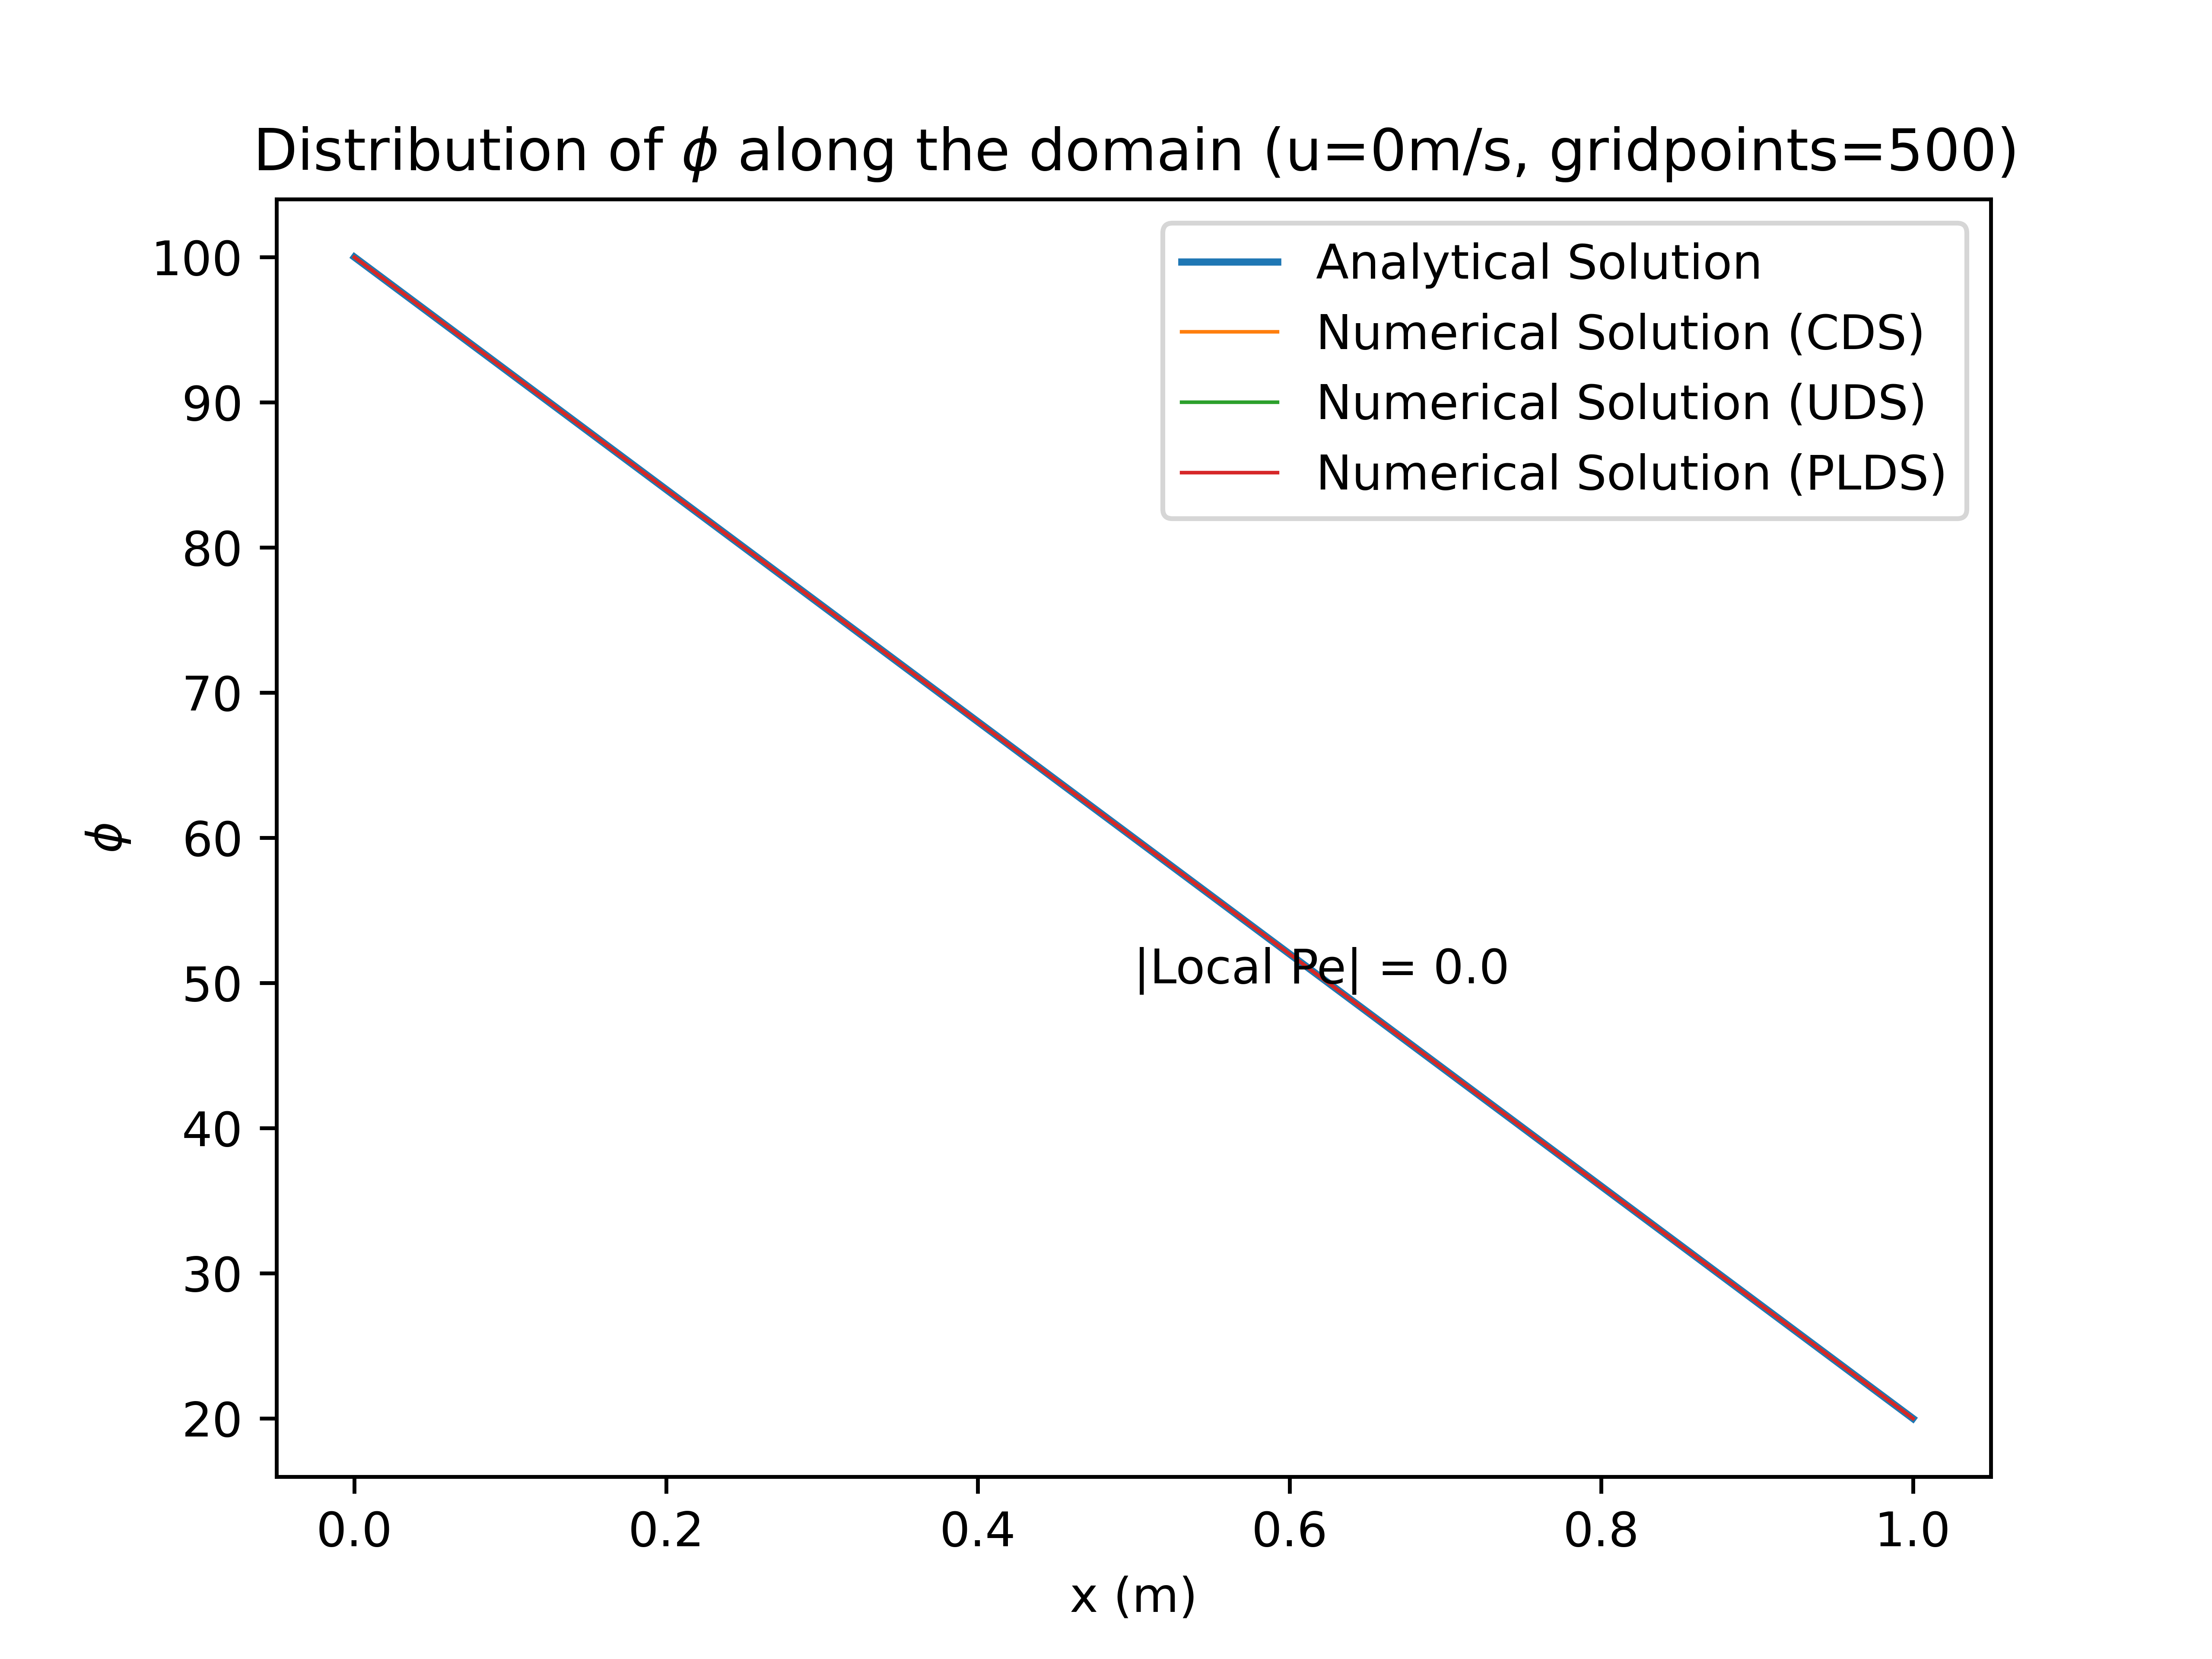 Distribution of ϕ along the domain (u=0m/s, gridpoints=500)
Analytical Solution
Numerical Solution (CDS)
Numerical Solution (UDS)
Numerical Solution (PLDS)
100
90
80
70
60
50
40
30
20
ϕ
|Local Pe| = 0.0
0.0 0.2 0.4 0.6 0.8 1.0
x (m)